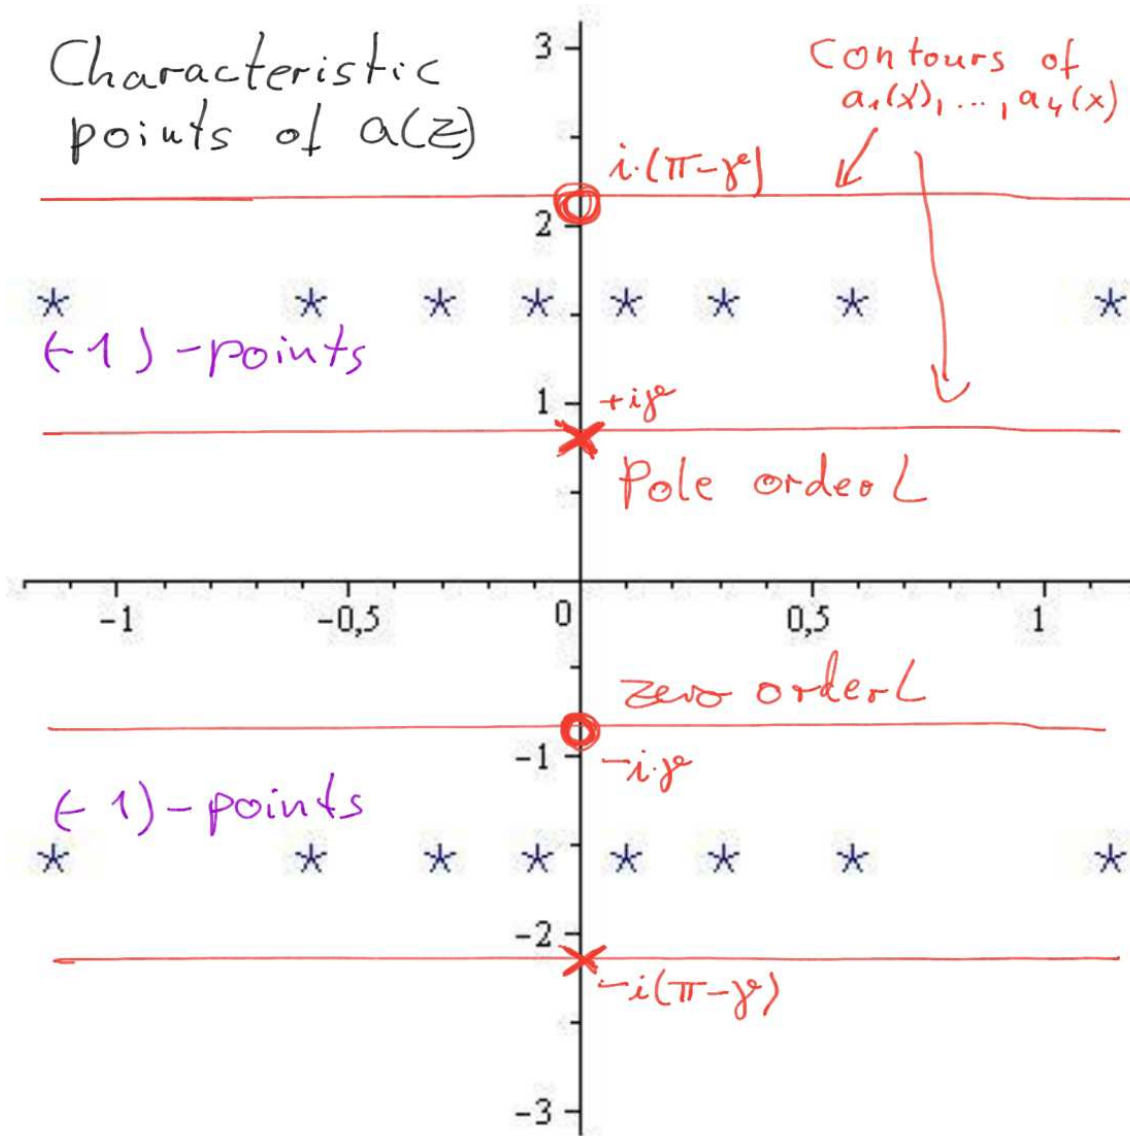 Characteristic
points of a(z)
3
Contours of
a₁(x), ..., a₄(x)
i·(π-γ)
2
(-1)-points
1
+iγ
Pole order L
-1
-0,5
0
0,5
1
zero order L
-1
-i·γ
(-1)-points
-2
-i(π-γ)
-3